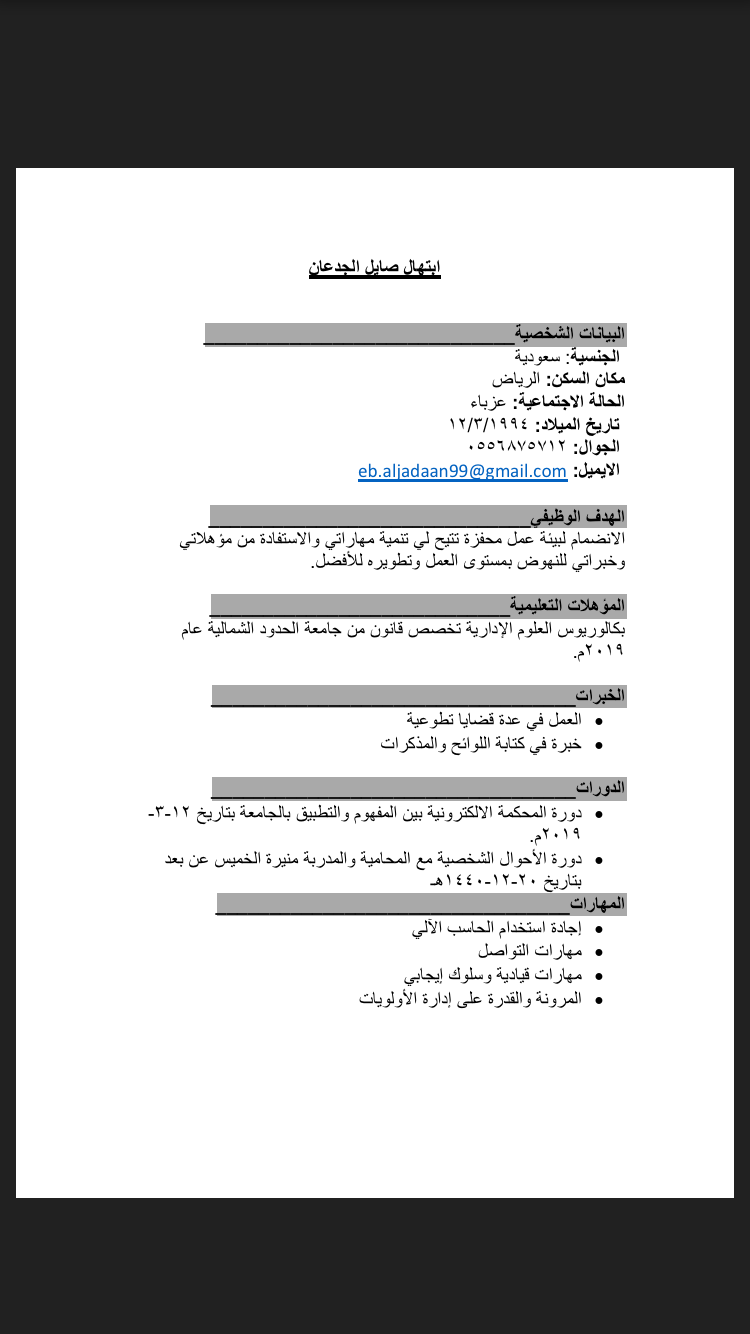 ابتهال صايل الجدعان
البيانات الشخصية
الجنسية: سعودية
مكان السكن: الرياض
الحالة الاجتماعية: عزباء
تاريخ الميلاد: ١٢/٣/١٩٩٤
الجوال: ٠٥٥٦٨٧٥٧١٢
الايميل: eb.aljadaan99@gmail.com
الهدف الوظيفي
الانضمام لبيئة عمل محفزة تتيح لي تنمية مهاراتي والاستفادة من مؤهلاتي
وخبراتي للنهوض بمستوى العمل وتطويره للأفضل.
المؤهلات التعليمية
بكالوريوس العلوم الإدارية تخصص قانون من جامعة الحدود الشمالية عام
٢٠١٩م.
الخبرات
• العمل في عدة قضايا تطوعية
• خبرة في كتابة اللوائح والمذكرات
الدورات
• دورة المحكمة الالكترونية بين المفهوم والتطبيق بالجامعة بتاريخ ١٢-٣-
٢٠١٩م.
• دورة الأحوال الشخصية مع المحامية والمدربة منيرة الخميس عن بعد
بتاريخ ٢٠-١٢-١٤٤٠هـ
المهارات
• إجادة استخدام الحاسب الآلي
• مهارات التواصل
• مهارات قيادية وسلوك إيجابي
• المرونة والقدرة على إدارة الأولويات